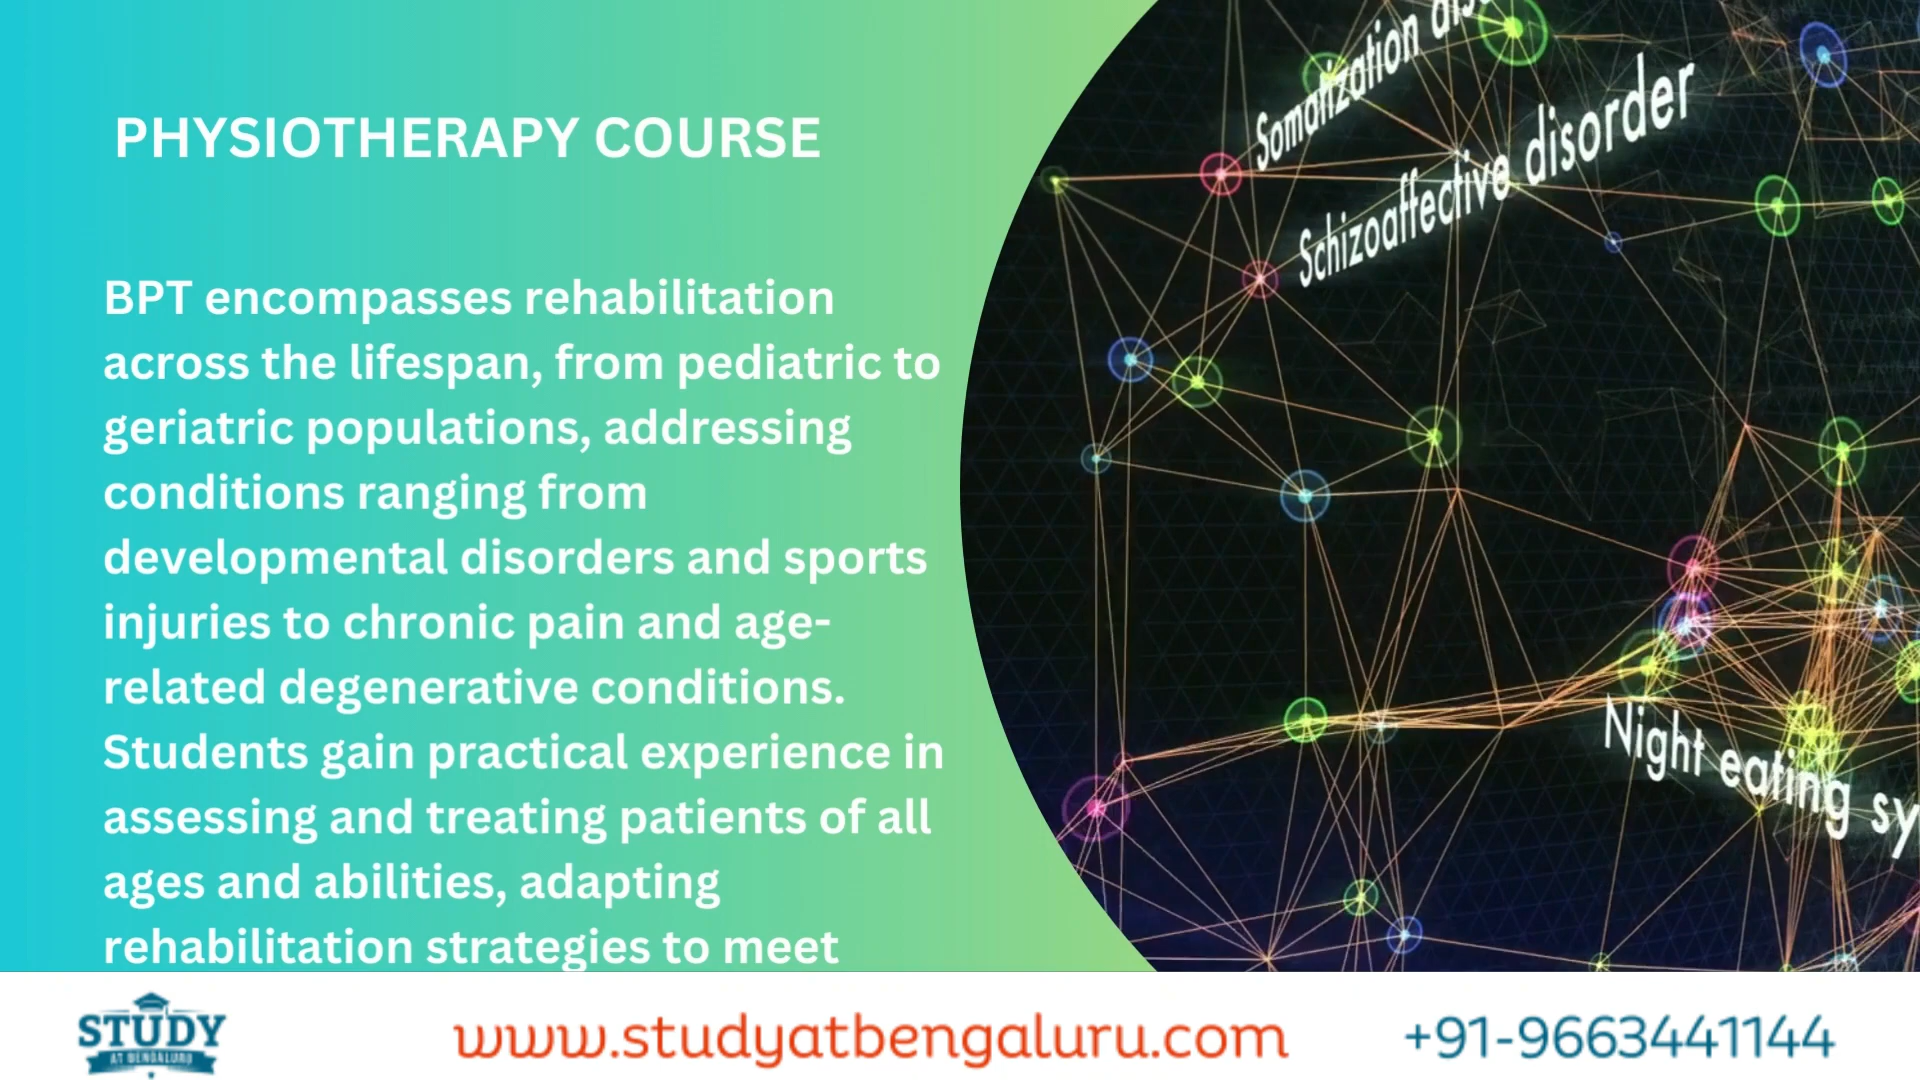 PHYSIOTHERAPY COURSE
BPT encompasses rehabilitation
across the lifespan, from pediatric to
geriatric populations, addressing
conditions ranging from
developmental disorders and sports
injuries to chronic pain and age-
related degenerative conditions.
Students gain practical experience in
assessing and treating patients of all
ages and abilities, adapting
rehabilitation strategies to meet
Somatization
Schizoaffective disorder
Night eating
STUDY
AT BENGALURU
www.studyatbengaluru.com
+91-9663441144